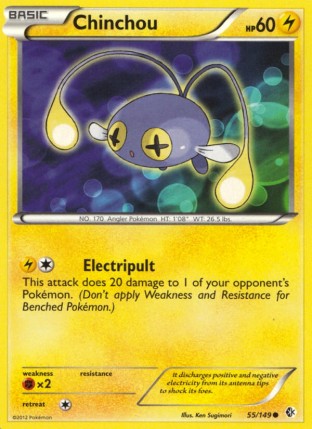 BASIC
Chinchou
HP60
NO. 170 Angler Pokémon HT: 1'08" WT: 26.5 lbs.
Electripult
This attack does 20 damage to 1 of your opponent's
Pokémon. (Don't apply Weakness and Resistance for
Benched Pokémon.)
weakness
resistance
×2
retreat
It discharges positive and negative
electricity from its antenna tips
to shock its foes.
©2012 Pokémon
Illus. Ken Sugimori
55/149